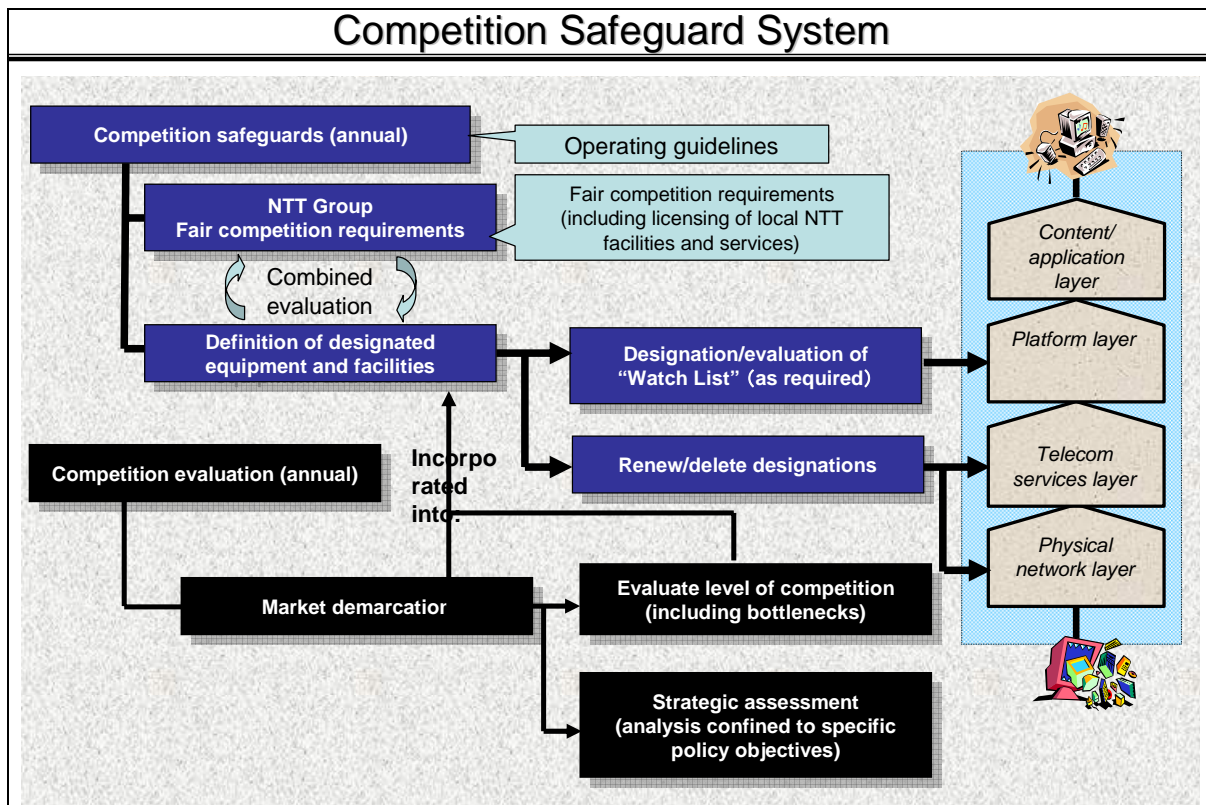 Competition Safeguard System
Competition safeguards (annual)
Operating guidelines
NTT Group
Fair competition requirements
Fair competition requirements
(including licensing of local NTT
facilities and services)
Combined
evaluation
Definition of designated
equipment and facilities
Designation/evaluation of
“Watch List”（as required）
Renew/delete designations
Competition evaluation (annual)
Incorpo
rated
into:
Market demarcation
Evaluate level of competition
(including bottlenecks)
Strategic assessment
(analysis confined to specific
policy objectives)
Content/
application
layer
Platform layer
Telecom
services layer
Physical
network layer